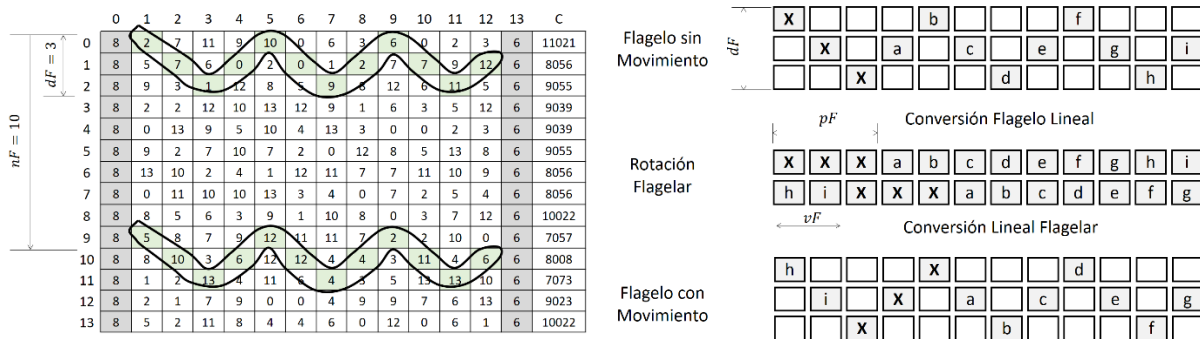 0 1 2 3 4 5 6 7 8 9 10 11 12 13 C
0 8 2 7 11 9 10 0 6 3 6 0 2 3 6 11021
1 8 5 7 6 0 2 0 1 2 7 7 9 12 6 8056
2 8 9 3 1 12 8 5 9 8 12 6 11 5 6 9055
3 8 2 2 12 10 13 12 9 1 6 3 5 12 6 9039
4 8 0 13 9 5 10 4 13 3 0 0 2 3 6 9039
5 8 9 2 7 10 7 2 0 12 8 5 13 8 6 9055
6 8 13 10 2 4 1 12 11 7 7 11 10 9 6 8056
7 8 0 11 10 10 13 3 4 0 7 2 5 4 6 8056
8 8 8 5 6 3 9 1 10 8 0 3 7 12 6 10022
9 8 5 8 7 9 12 11 11 7 2 2 10 0 6 7057
10 8 8 10 3 6 12 12 4 4 3 11 4 6 6 8008
11 8 1 2 13 4 11 6 4 3 5 13 13 10 6 7073
12 8 2 1 7 9 0 0 4 9 9 7 6 13 6 9023
13 8 5 2 11 8 4 4 6 0 12 0 6 1 6 10022
dF = 3
nF = 10
Flagelo sin
Movimiento
dF
X b f
X a c e g i
X d h
pF
Conversión Flagelo Lineal
Rotación
Flagelar
X X X a b c d e f g h i
h i X X X a b c d e f g
vF
Conversión Lineal Flagelar
Flagelo con
Movimiento
h X d
i X a c e g
X b f